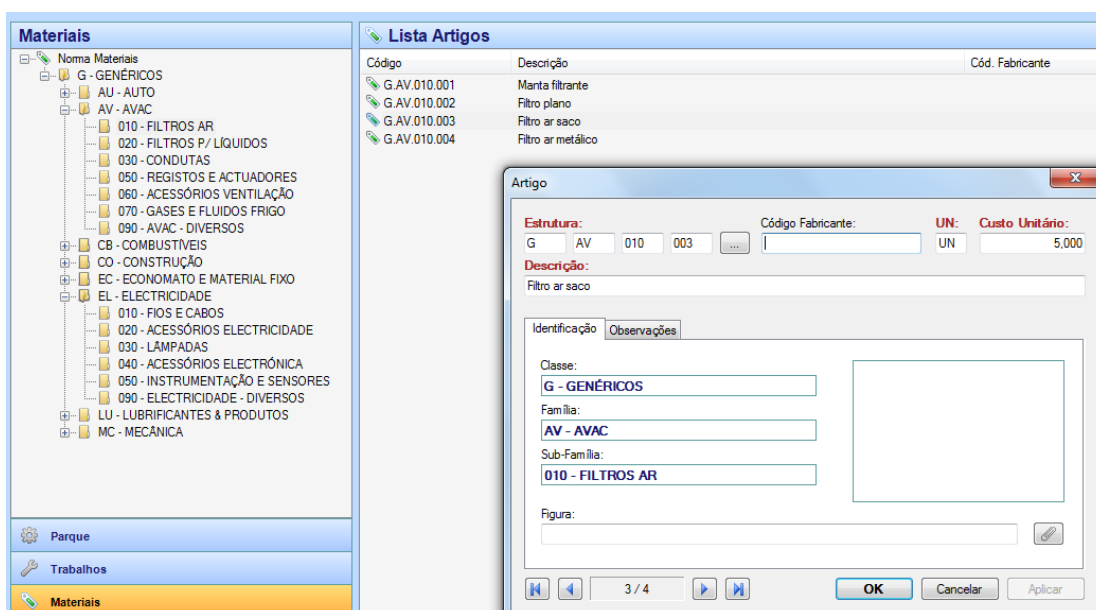 Materiais
Norma Materiais
G - GENÉRICOS
AU - AUTO
AV - AVAC
010 - FILTROS AR
020 - FILTROS P/ LÍQUIDOS
030 - CONDUTAS
050 - REGISTOS E ACTUADORES
060 - ACESSÓRIOS VENTILAÇÃO
070 - GASES E FLUIDOS FRIGO
090 - AVAC - DIVERSOS
CB - COMBUSTÍVEIS
CO - CONSTRUÇÃO
EC - ECONOMATO E MATERIAL FIXO
EL - ELECTRICIDADE
010 - FIOS E CABOS
020 - ACESSÓRIOS ELECTRICIDADE
030 - LÂMPADAS
040 - ACESSÓRIOS ELECTRÓNICA
050 - INSTRUMENTAÇÃO E SENSORES
090 - ELECTRICIDADE - DIVERSOS
LU - LUBRIFICANTES & PRODUTOS
MC - MECÂNICA
Parque
Trabalhos
Materiais
Lista Artigos
Código Descrição Cód. Fabricante
G.AV.010.001 Manta filtrante
G.AV.010.002 Filtro plano
G.AV.010.003 Filtro ar saco
G.AV.010.004 Filtro ar metálico
Artigo
Estrutura: Código Fabricante: UN: Custo Unitário:
G AV 010 003 ... UN 5,000
Descrição:
Filtro ar saco
Identificação Observações
Classe:
G - GENÉRICOS
Família:
AV - AVAC
Sub-Família:
010 - FILTROS AR
Figura:
3 / 4 OK Cancelar Aplicar